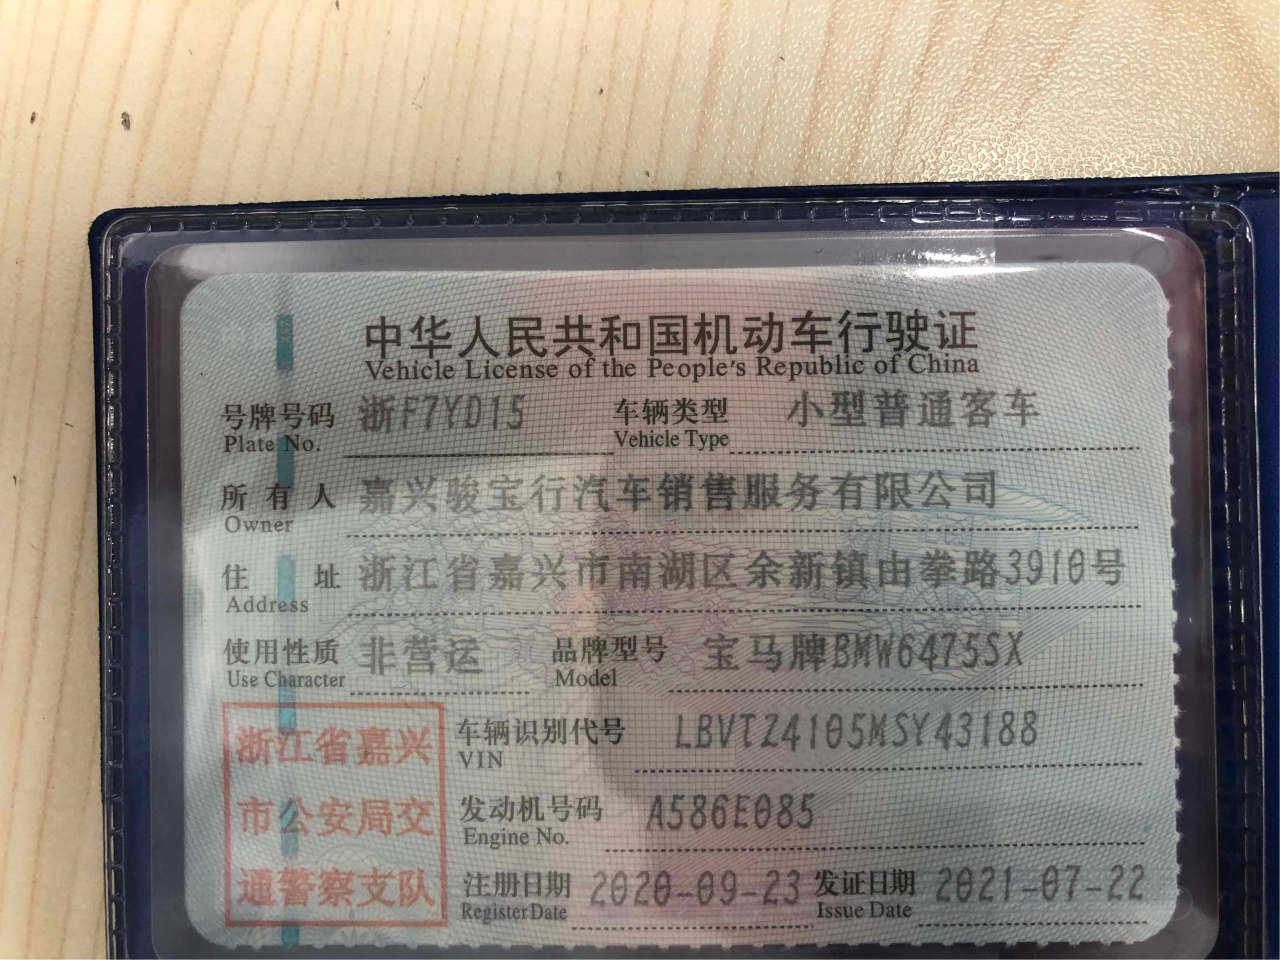 中华人民共和国机动车行驶证
Vehicle License of the People's Republic of China
号牌号码 浙F7YD15 车辆类型 小型普通客车
Plate No. Vehicle Type
所有人 嘉兴骏宝行汽车销售服务有限公司
Owner
住址 浙江省嘉兴市南湖区余新镇由拳路3910号
Address
使用性质 非营运 品牌型号 宝马牌BMW6475SX
Use Character Model
浙江省嘉兴
市公安局交
通警察支队
车辆识别代号 LBVTZ4105MSY43188
VIN
发动机号码 A586E085
Engine No.
注册日期 2020-09-23 发证日期 2021-07-22
Register Date Issue Date